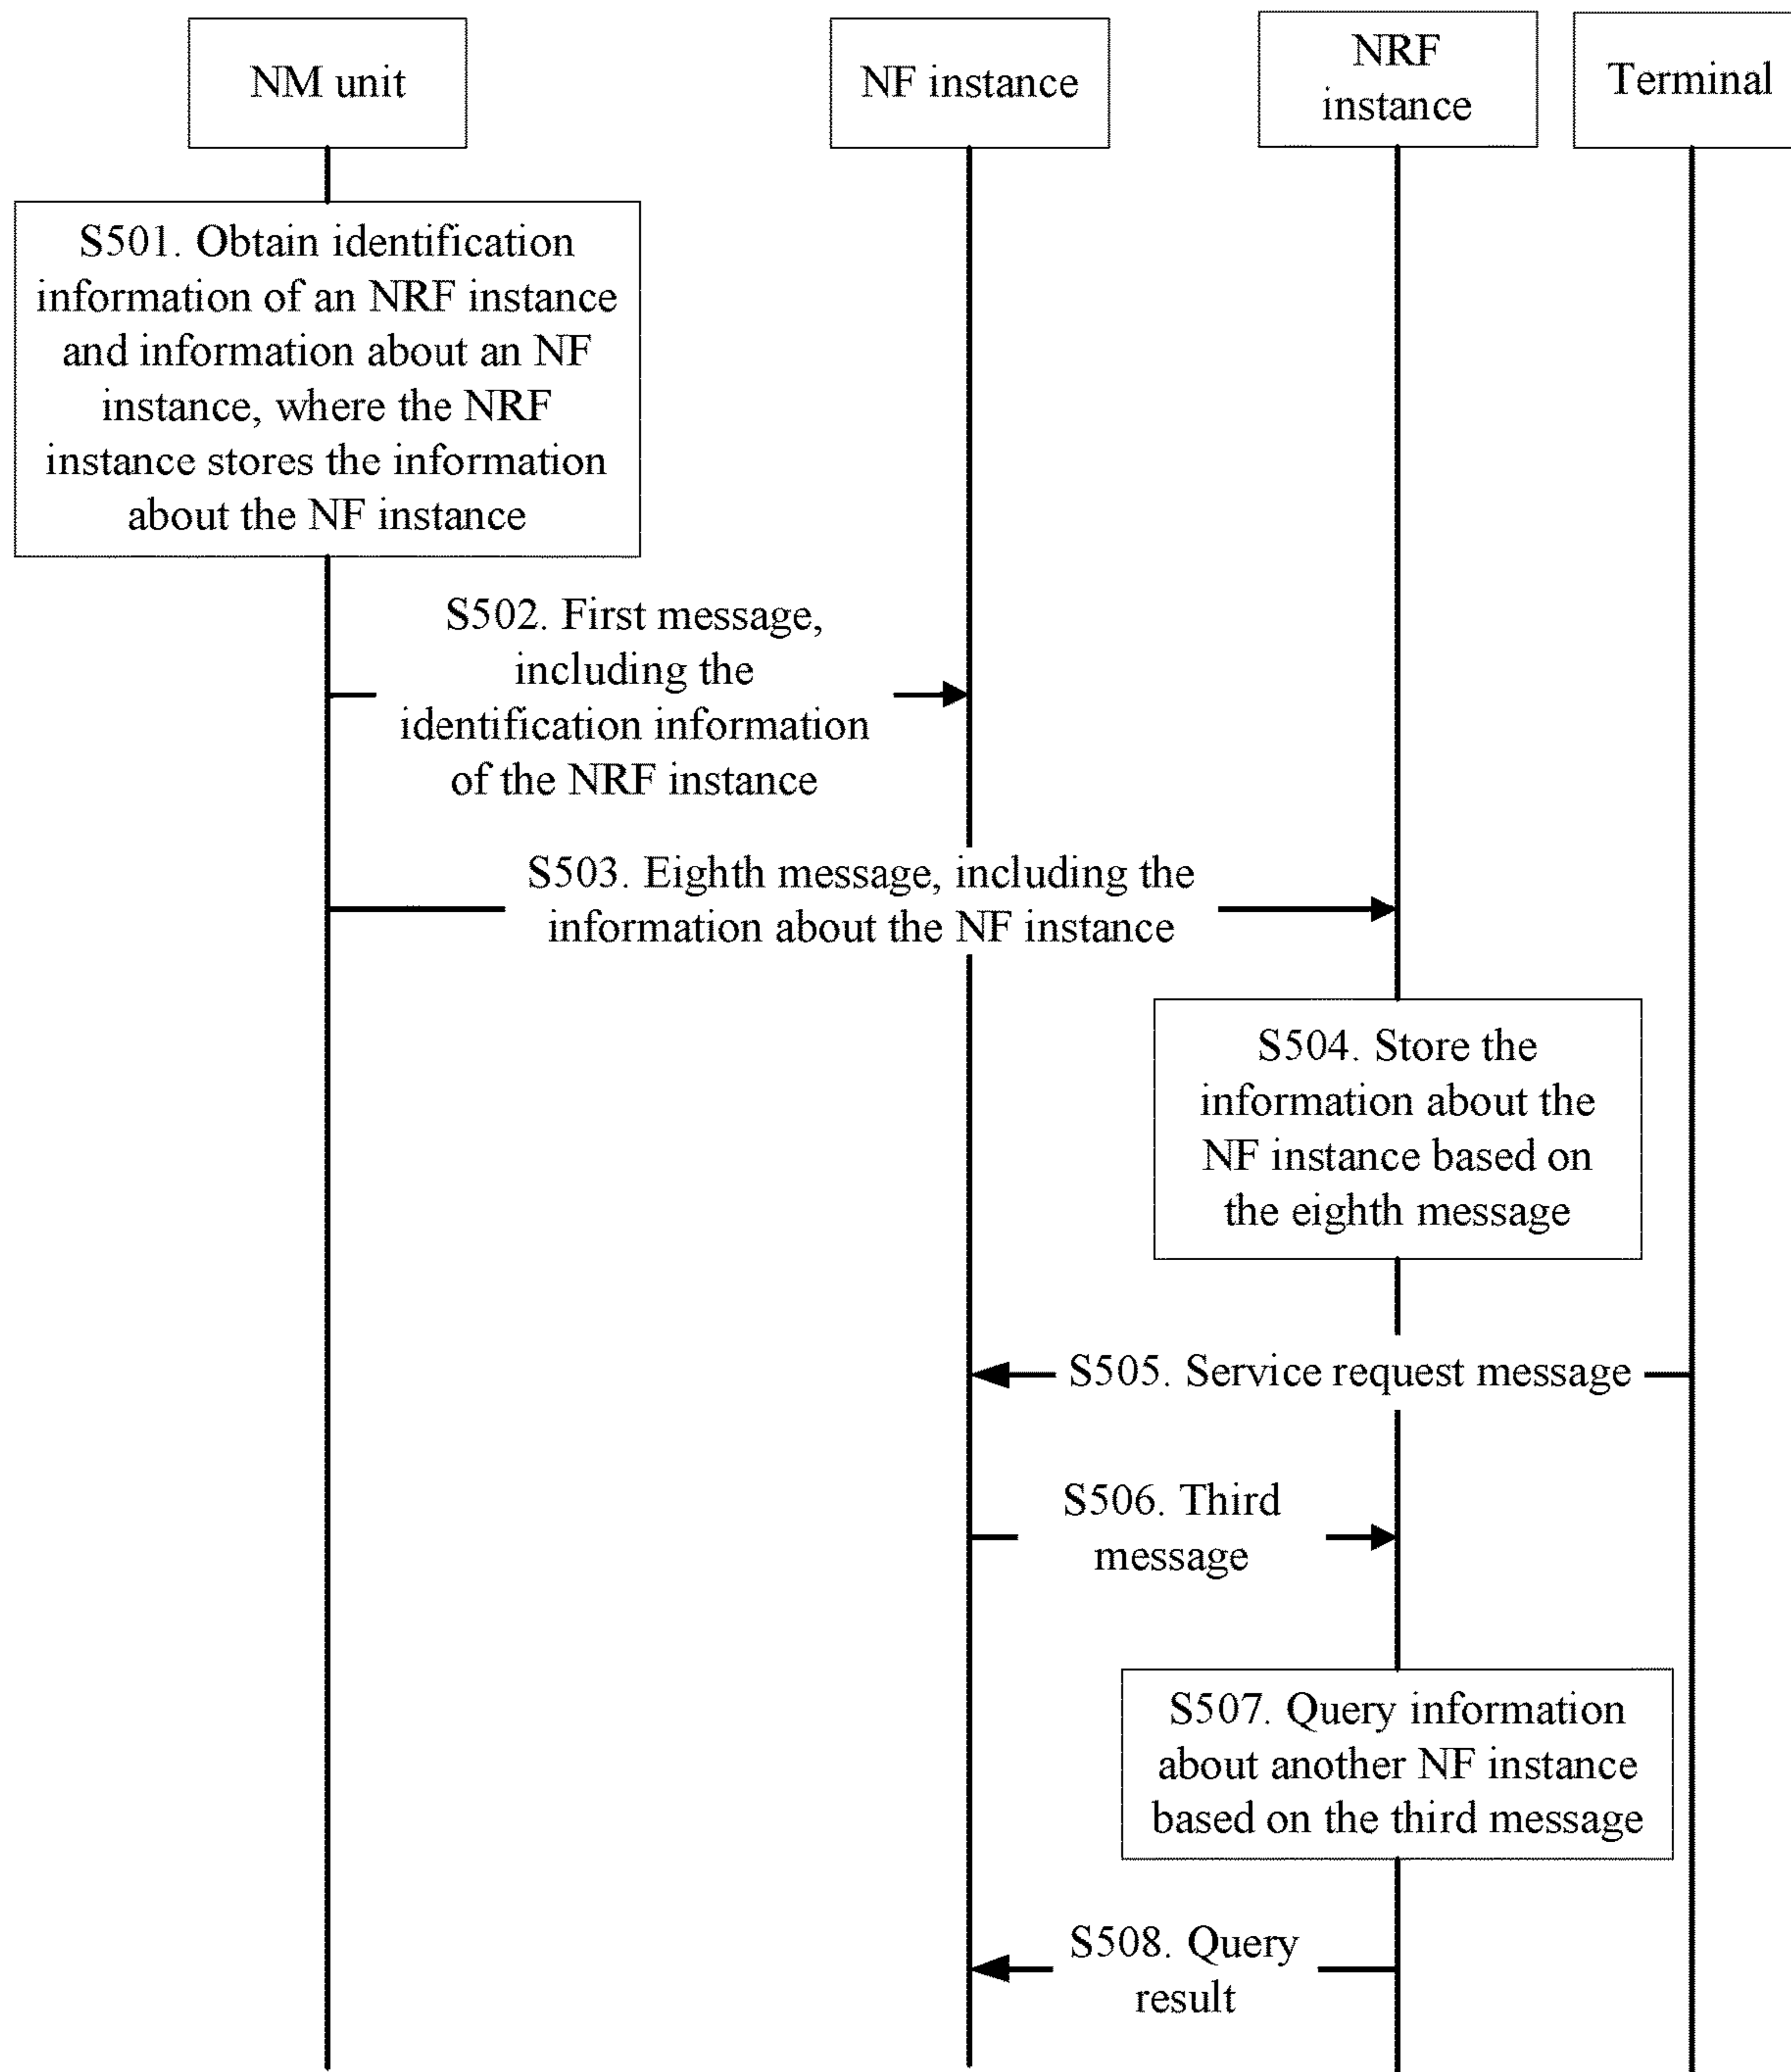 NM unit
NF instance
NRF
instance
Terminal
S501. Obtain identification
information of an NRF instance
and information about an NF
instance, where the NRF
instance stores the information
about the NF instance
S502. First message,
including the
identification information
of the NRF instance
S503. Eighth message, including the
information about the NF instance
S504. Store the
information about the
NF instance based on
the eighth message
S505. Service request message
S506. Third
message
S507. Query information
about another NF instance
based on the third message
S508. Query
result